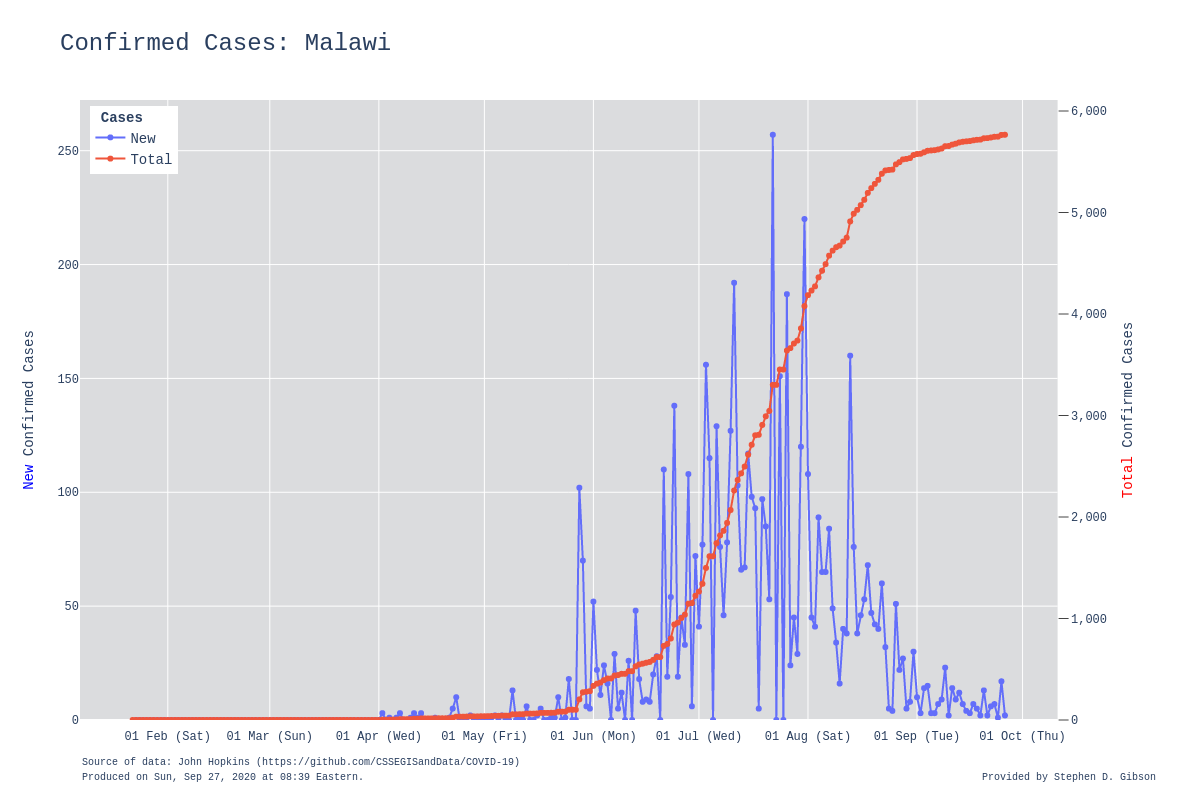 Confirmed Cases: Malawi
Cases
New
Total
250
200
150
100
50
0
New Confirmed Cases
6,000
5,000
4,000
3,000
2,000
1,000
0
Total Confirmed Cases
01 Feb (Sat) 01 Mar (Sun) 01 Apr (Wed) 01 May (Fri) 01 Jun (Mon) 01 Jul (Wed) 01 Aug (Sat) 01 Sep (Tue) 01 Oct (Thu)
Source of data: John Hopkins (https://github.com/CSSEGISandData/COVID-19)
Produced on Sun, Sep 27, 2020 at 08:39 Eastern.
Provided by Stephen D. Gibson